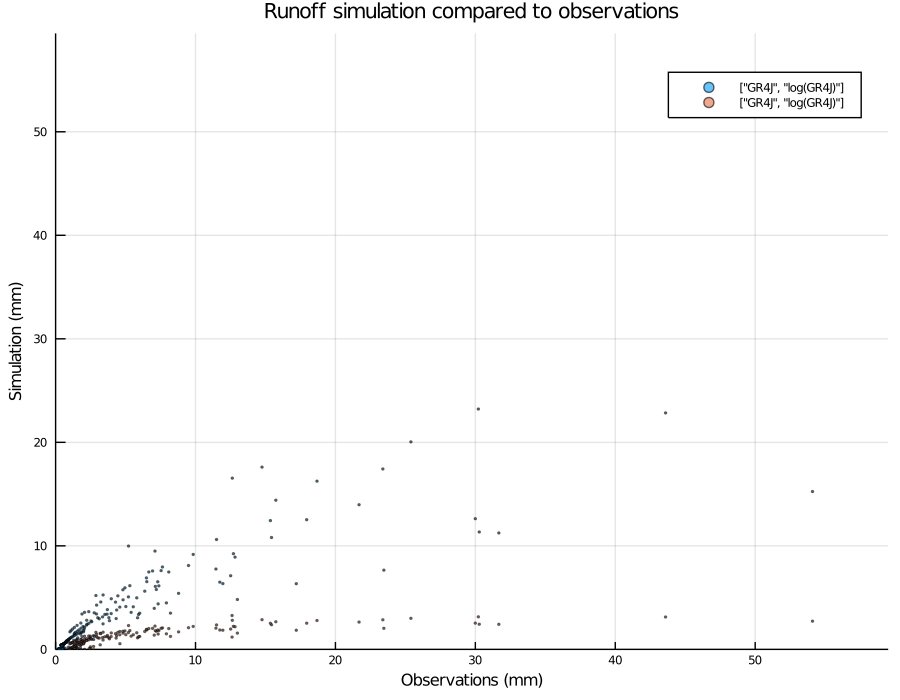 Runoff simulation compared to observations
["GR4J", "log(GR4J)"]
["GR4J", "log(GR4J)"]
50
40
30
20
10
0
Simulation (mm)
0 10 20 30 40 50
Observations (mm)